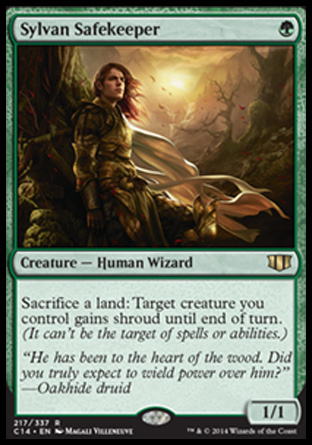 Sylvan Safekeeper
Creature — Human Wizard
Sacrifice a land: Target creature you
control gains shroud until end of turn.
(It can't be the target of spells or abilities.)
"He has been to the heart of the wood. Did
you truly expect to wield power over him?"
—Oakhide druid
217/337 R
C14 • EN Magali Villeneuve
™ & © 2014 Wizards of the Coast
1/1